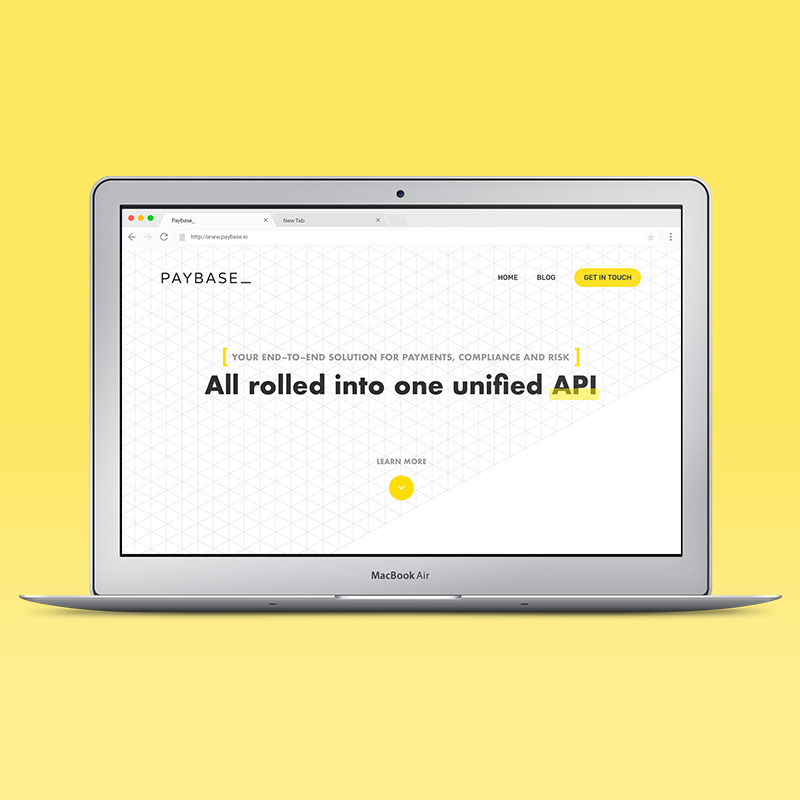 Paybase_
New Tab
http://www.paybase.io
PAYBASE_
HOME BLOG GET IN TOUCH
[ YOUR END-TO-END SOLUTION FOR PAYMENTS, COMPLIANCE AND RISK ]
All rolled into one unified API
LEARN MORE
MacBook Air